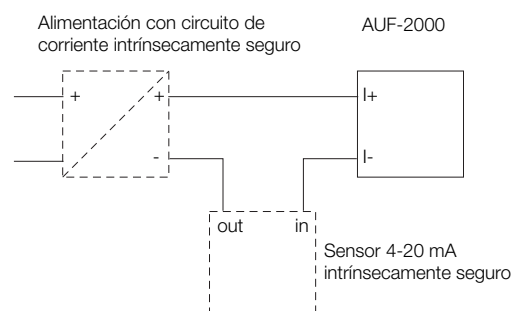 Alimentación con circuito de
corriente intrínsecamente seguro
AUF-2000
+
+
I+
-
I-
out
in
Sensor 4-20 mA
intrínsecamente seguro